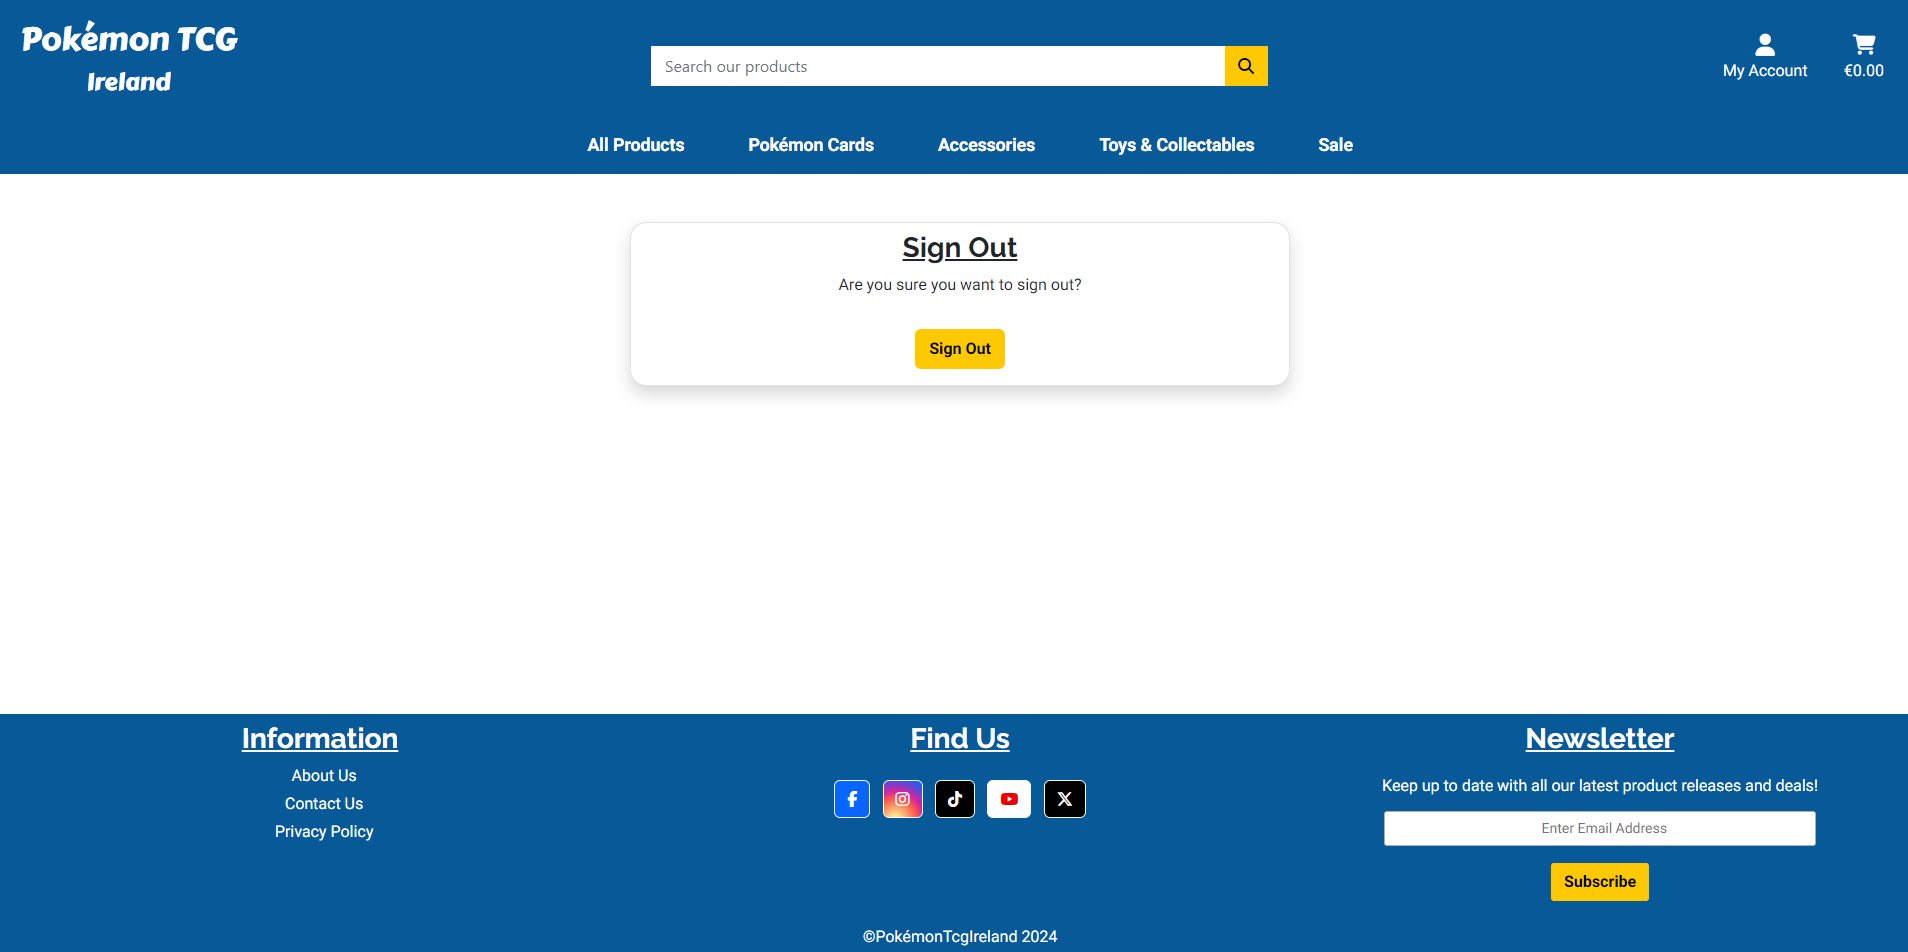 Pokémon TCG
Ireland
Search our products
My Account
€0.00
All Products
Pokémon Cards
Accessories
Toys & Collectables
Sale
Sign Out
Are you sure you want to sign out?
Sign Out
Information
About Us
Contact Us
Privacy Policy
Find Us
Newsletter
Keep up to date with all our latest product releases and deals!
Enter Email Address
Subscribe
©PokémonTcgIreland 2024